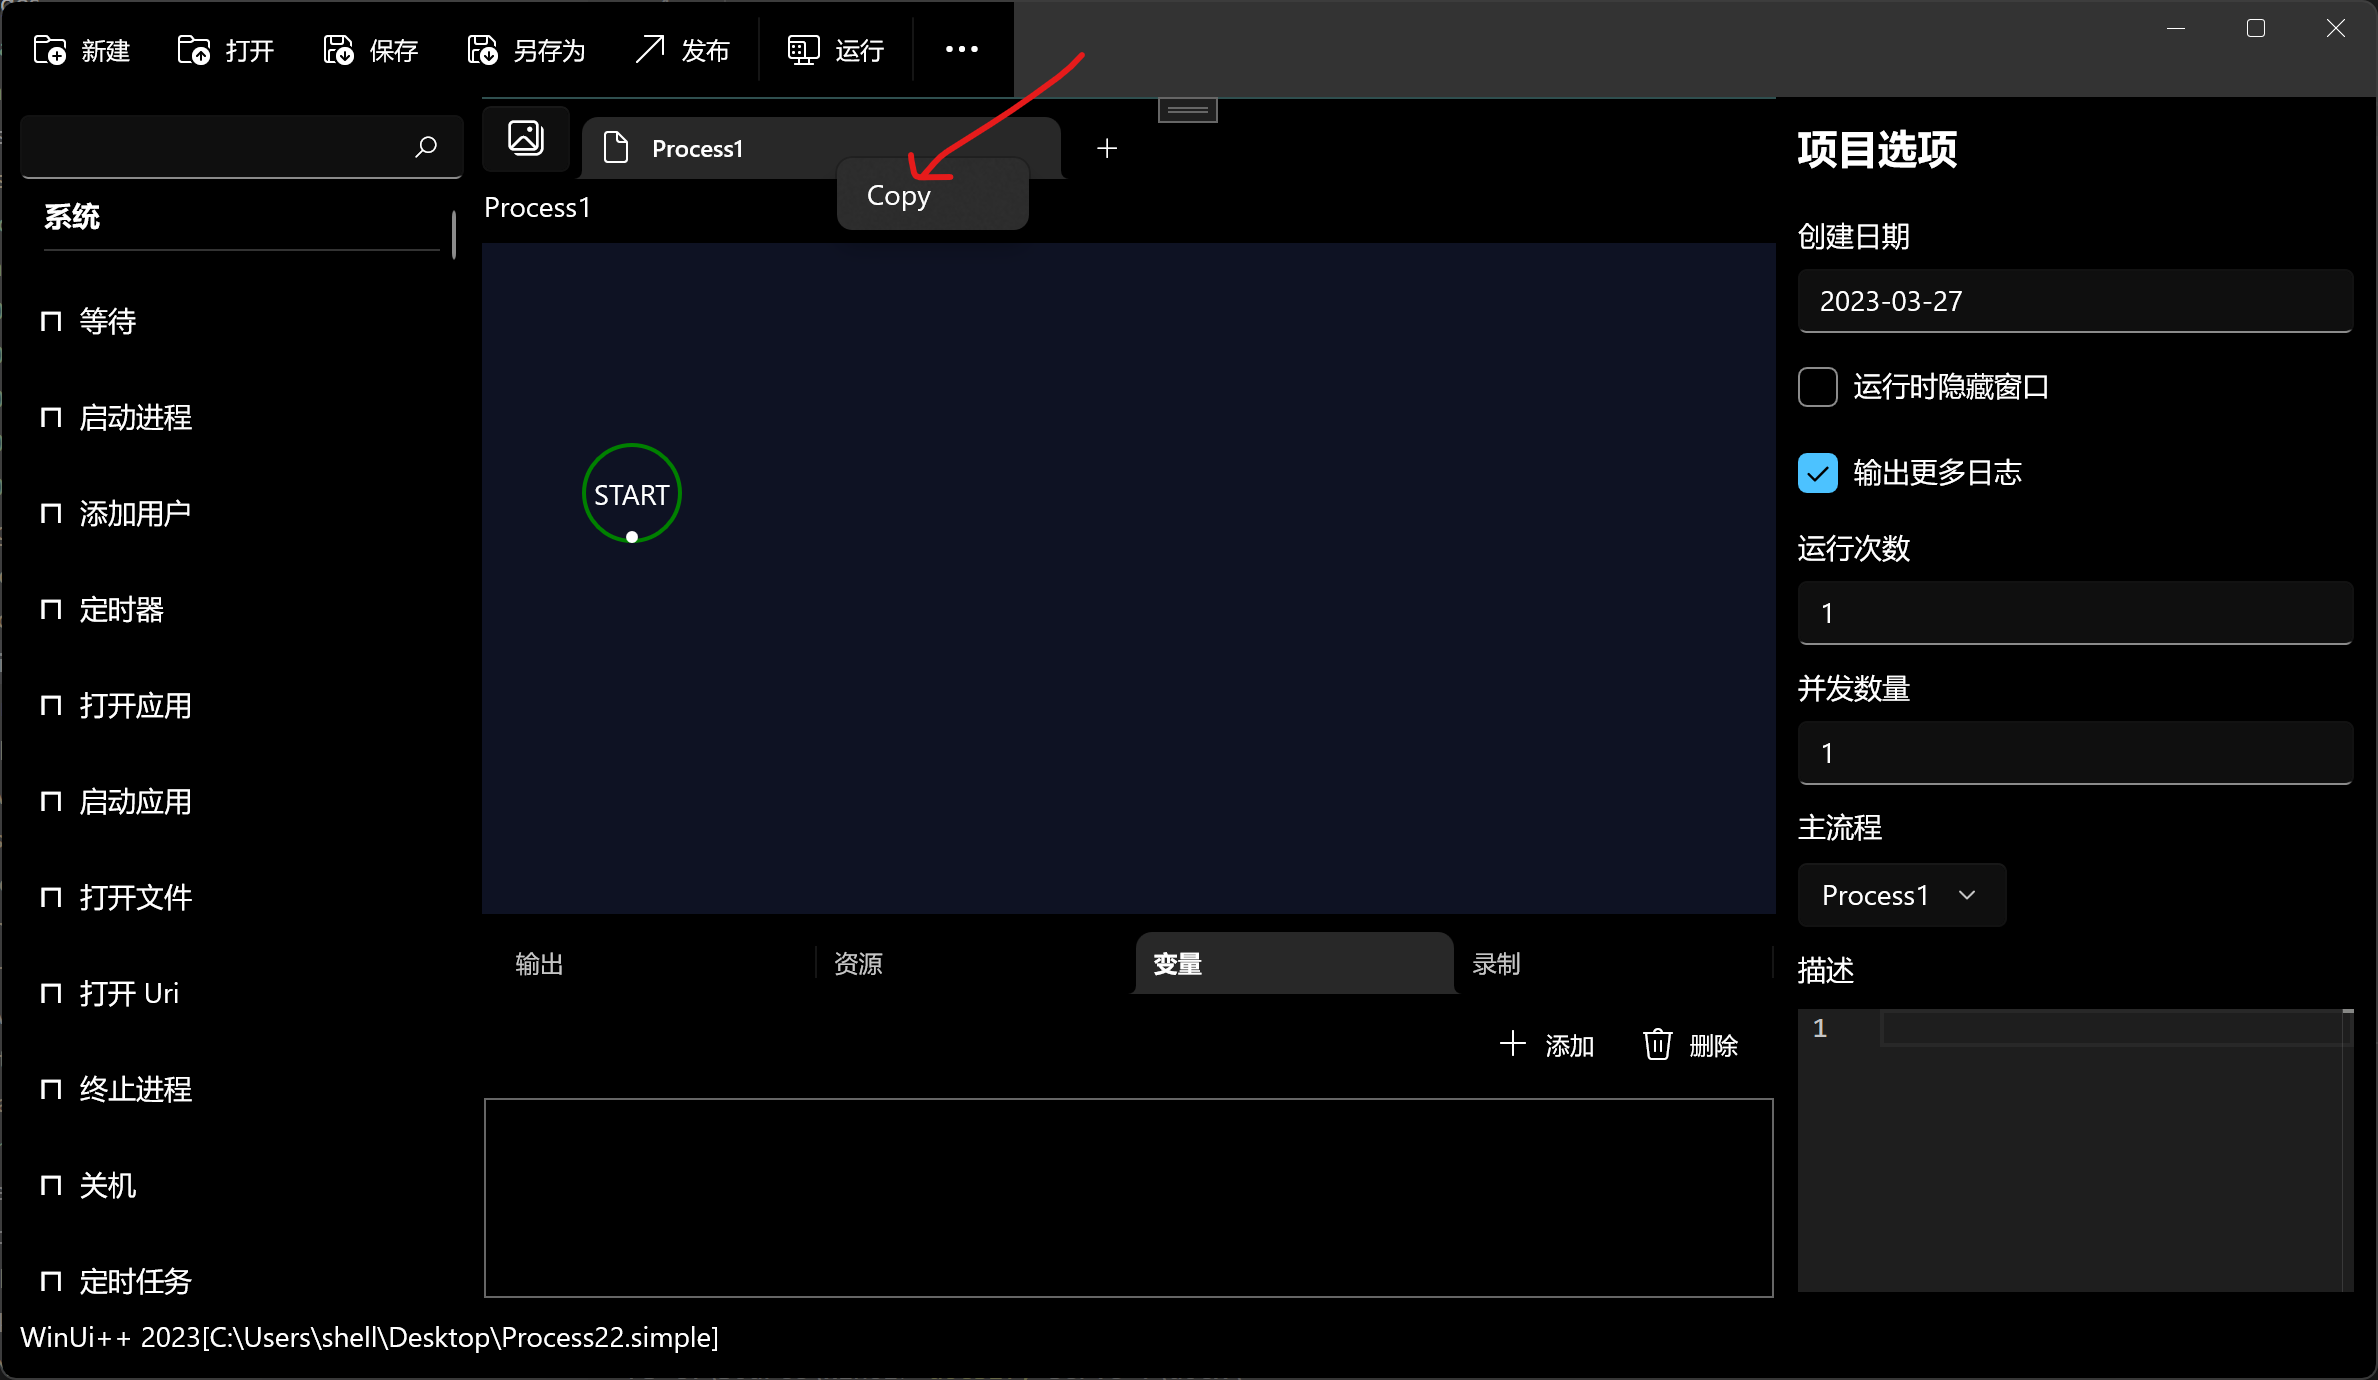 新建 打开 保存 另存为 发布 运行
Process1
Copy
Process1
系统
等待
启动进程
添加用户
定时器
打开应用
启动应用
打开文件
打开 Uri
终止进程
关机
定时任务
START
输出 资源 变量 录制
添加 删除
项目选项
创建日期
2023-03-27
运行时隐藏窗口
输出更多日志
运行次数
1
并发数量
1
主流程
Process1
描述
1
WinUi++ 2023[C:\Users\shell\Desktop\Process22.simple]